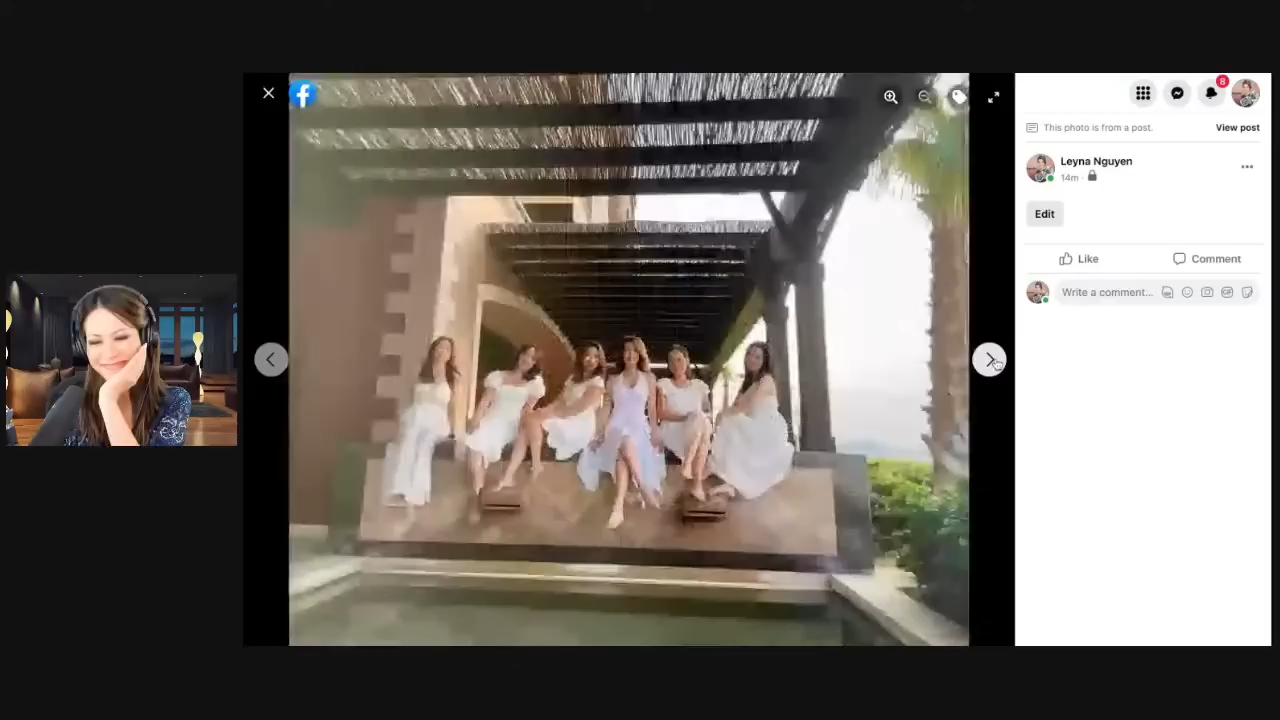 8
This photo is from a post.
View post
Leyna Nguyen
14m ·
Edit
Like
Comment
Write a comment...